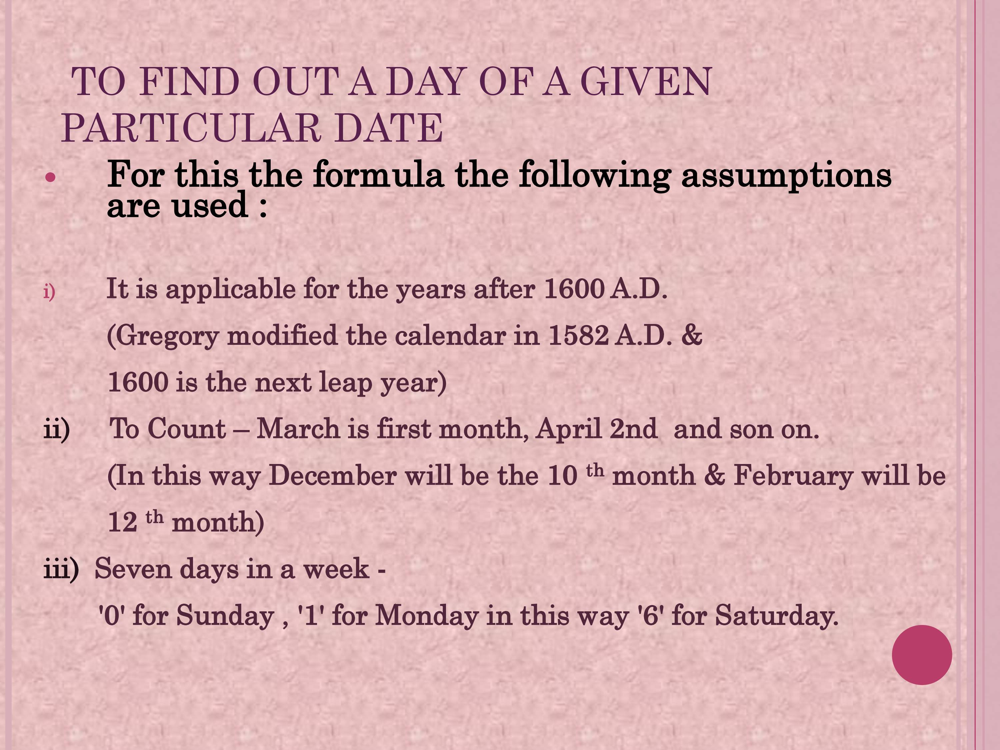 TO FIND OUT A DAY OF A GIVEN
PARTICULAR DATE
• For this the formula the following assumptions
are used :
i) It is applicable for the years after 1600 A.D.
(Gregory modified the calendar in 1582 A.D. &
1600 is the next leap year)
ii) To Count – March is first month, April 2nd and son on.
(In this way December will be the 10 th month & February will be
12 th month)
iii) Seven days in a week -
'0' for Sunday , '1' for Monday in this way '6' for Saturday.